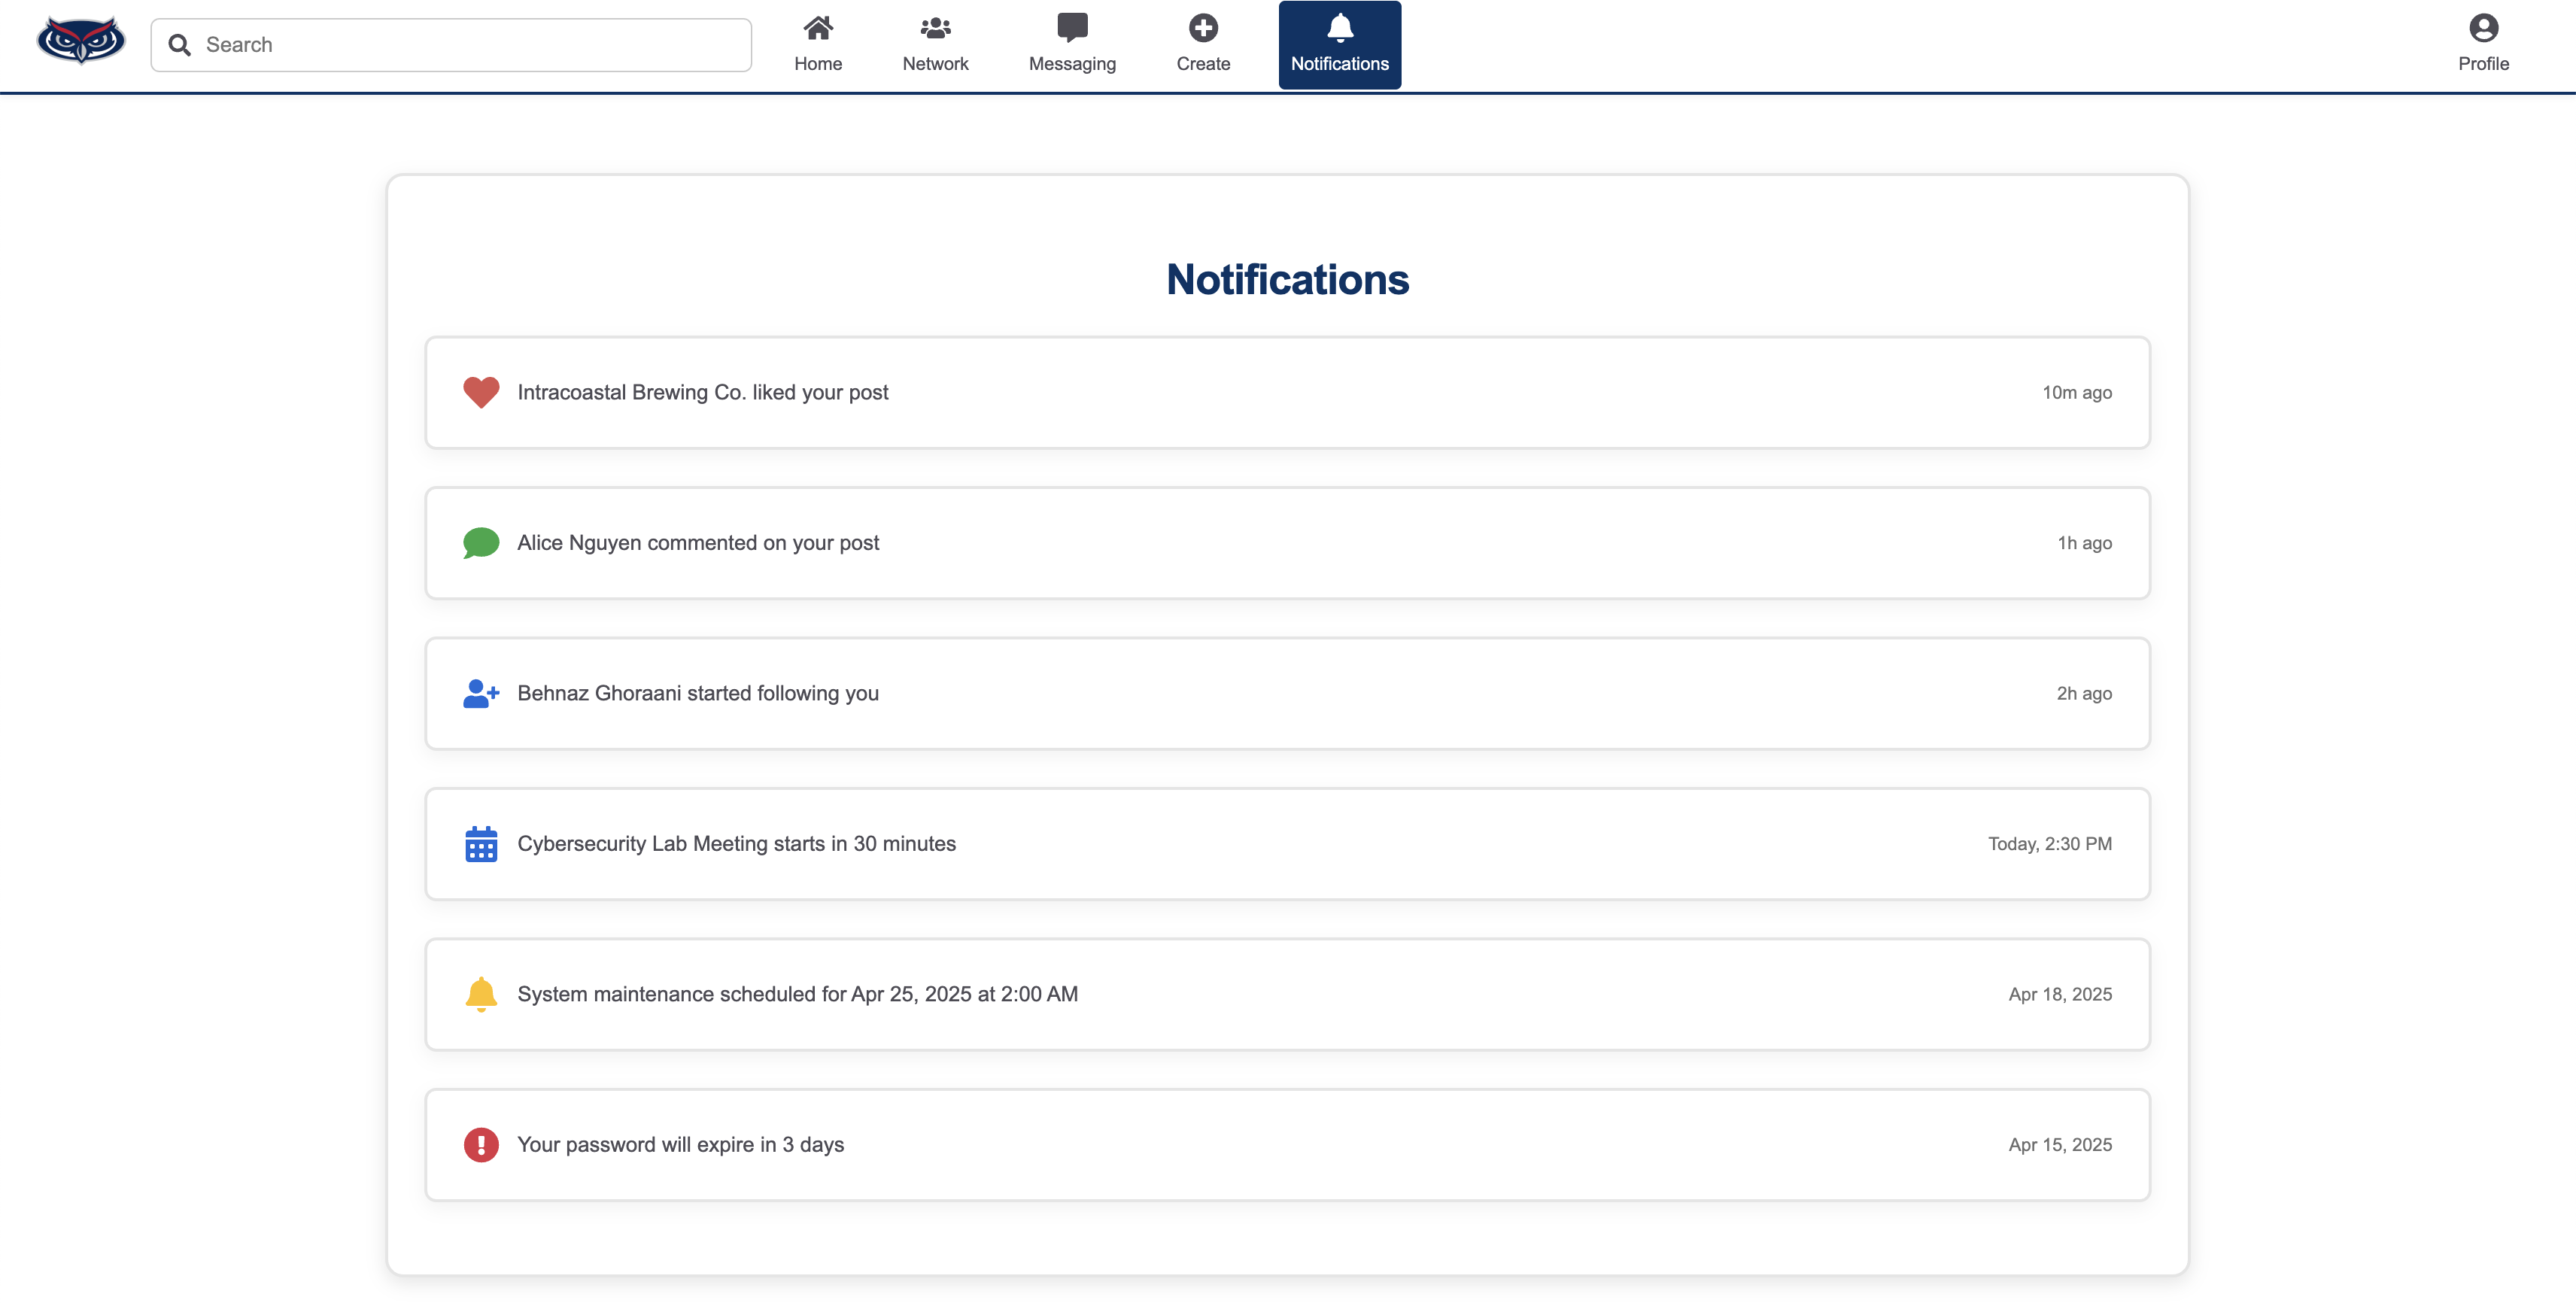 Search
Home
Network
Messaging
Create
Notifications
Profile
Notifications
Intracoastal Brewing Co. liked your post
10m ago
Alice Nguyen commented on your post
1h ago
Behnaz Ghoraani started following you
2h ago
Cybersecurity Lab Meeting starts in 30 minutes
Today, 2:30 PM
System maintenance scheduled for Apr 25, 2025 at 2:00 AM
Apr 18, 2025
Your password will expire in 3 days
Apr 15, 2025